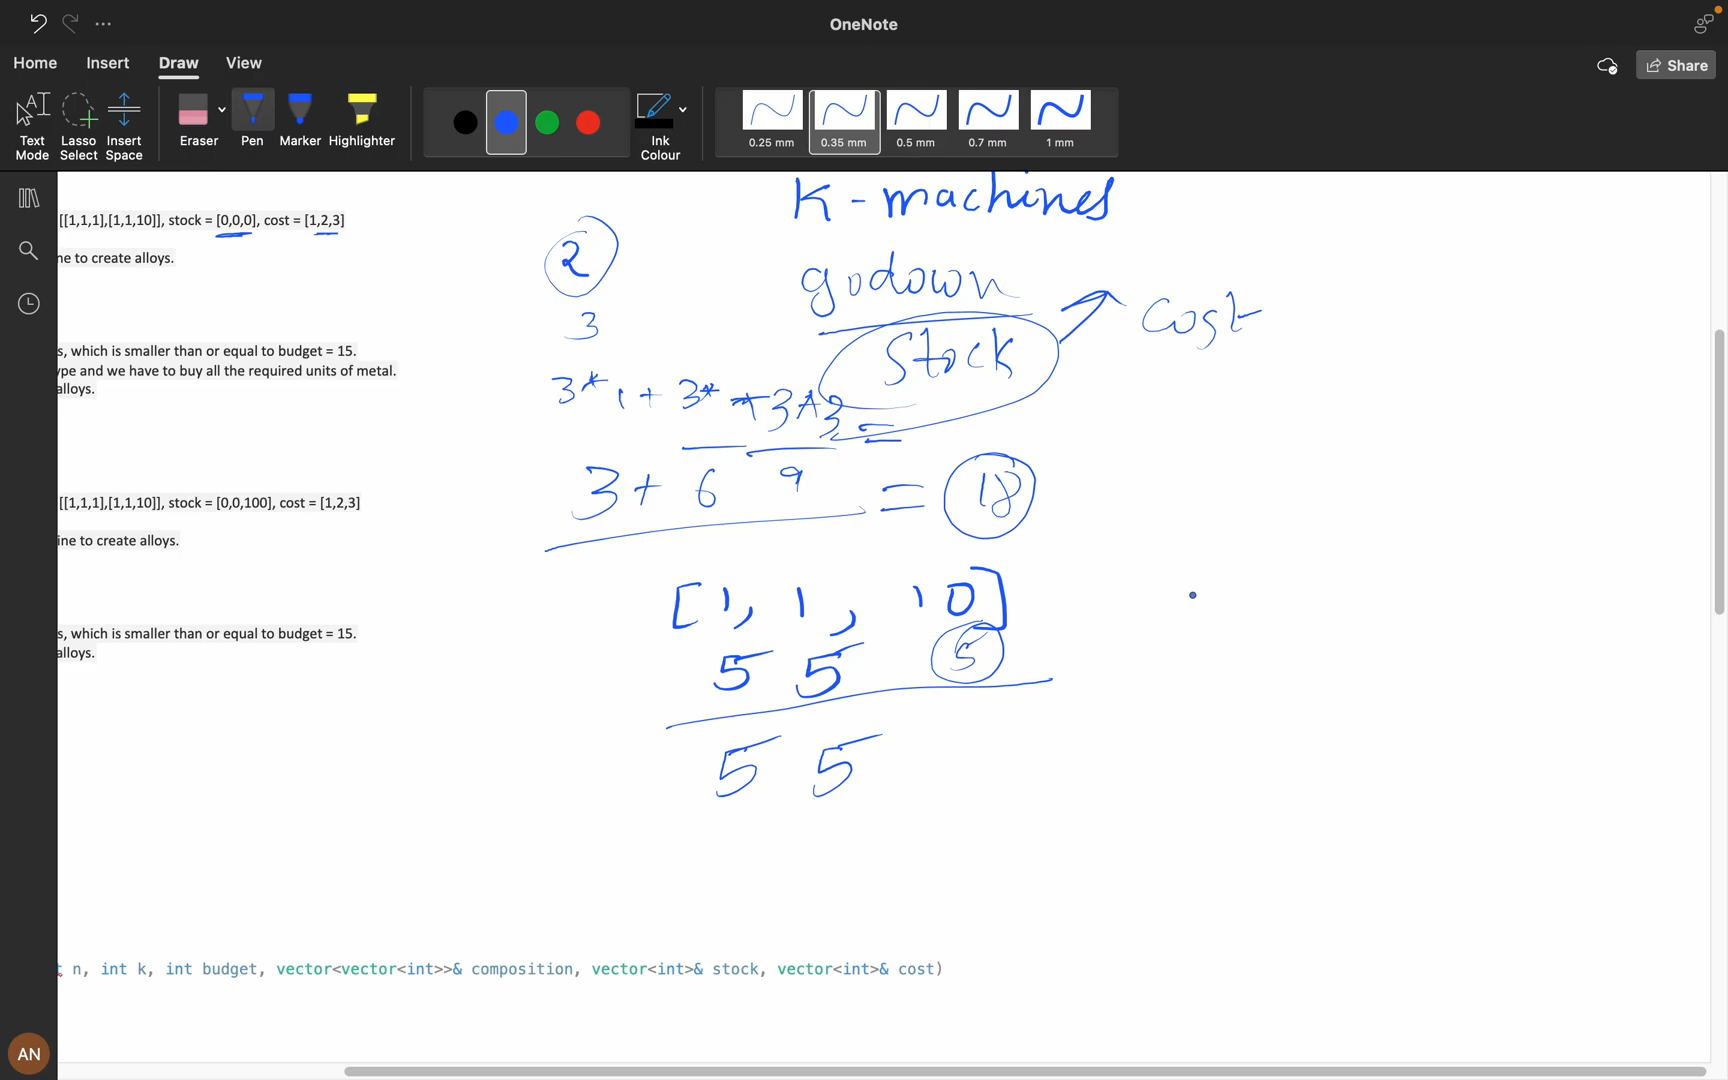 OneNote
Home Insert Draw View
Share
Text Mode
Lasso Select
Insert Space
Eraser
Pen
Marker
Highlighter
Ink Colour
0.25 mm
0.35 mm
0.5 mm
0.7 mm
1 mm
[[1,1,1],[1,1,10]], stock = [0,0,0], cost = [1,2,3]
ne to create alloys.
s, which is smaller than or equal to budget = 15.
ype and we have to buy all the required units of metal.
alloys.
[[1,1,1],[1,1,10]], stock = [0,0,100], cost = [1,2,3]
ine to create alloys.
s, which is smaller than or equal to budget = 15.
alloys.
K - machines
2
godown
cost
3
stock
3* 1 + 3* + 3*3 =
3 + 6 9 = 18
[1, 1, 10]
5 5 5
5 5
t n, int k, int budget, vector<vector<int>>& composition, vector<int>& stock, vector<int>& cost)
AN